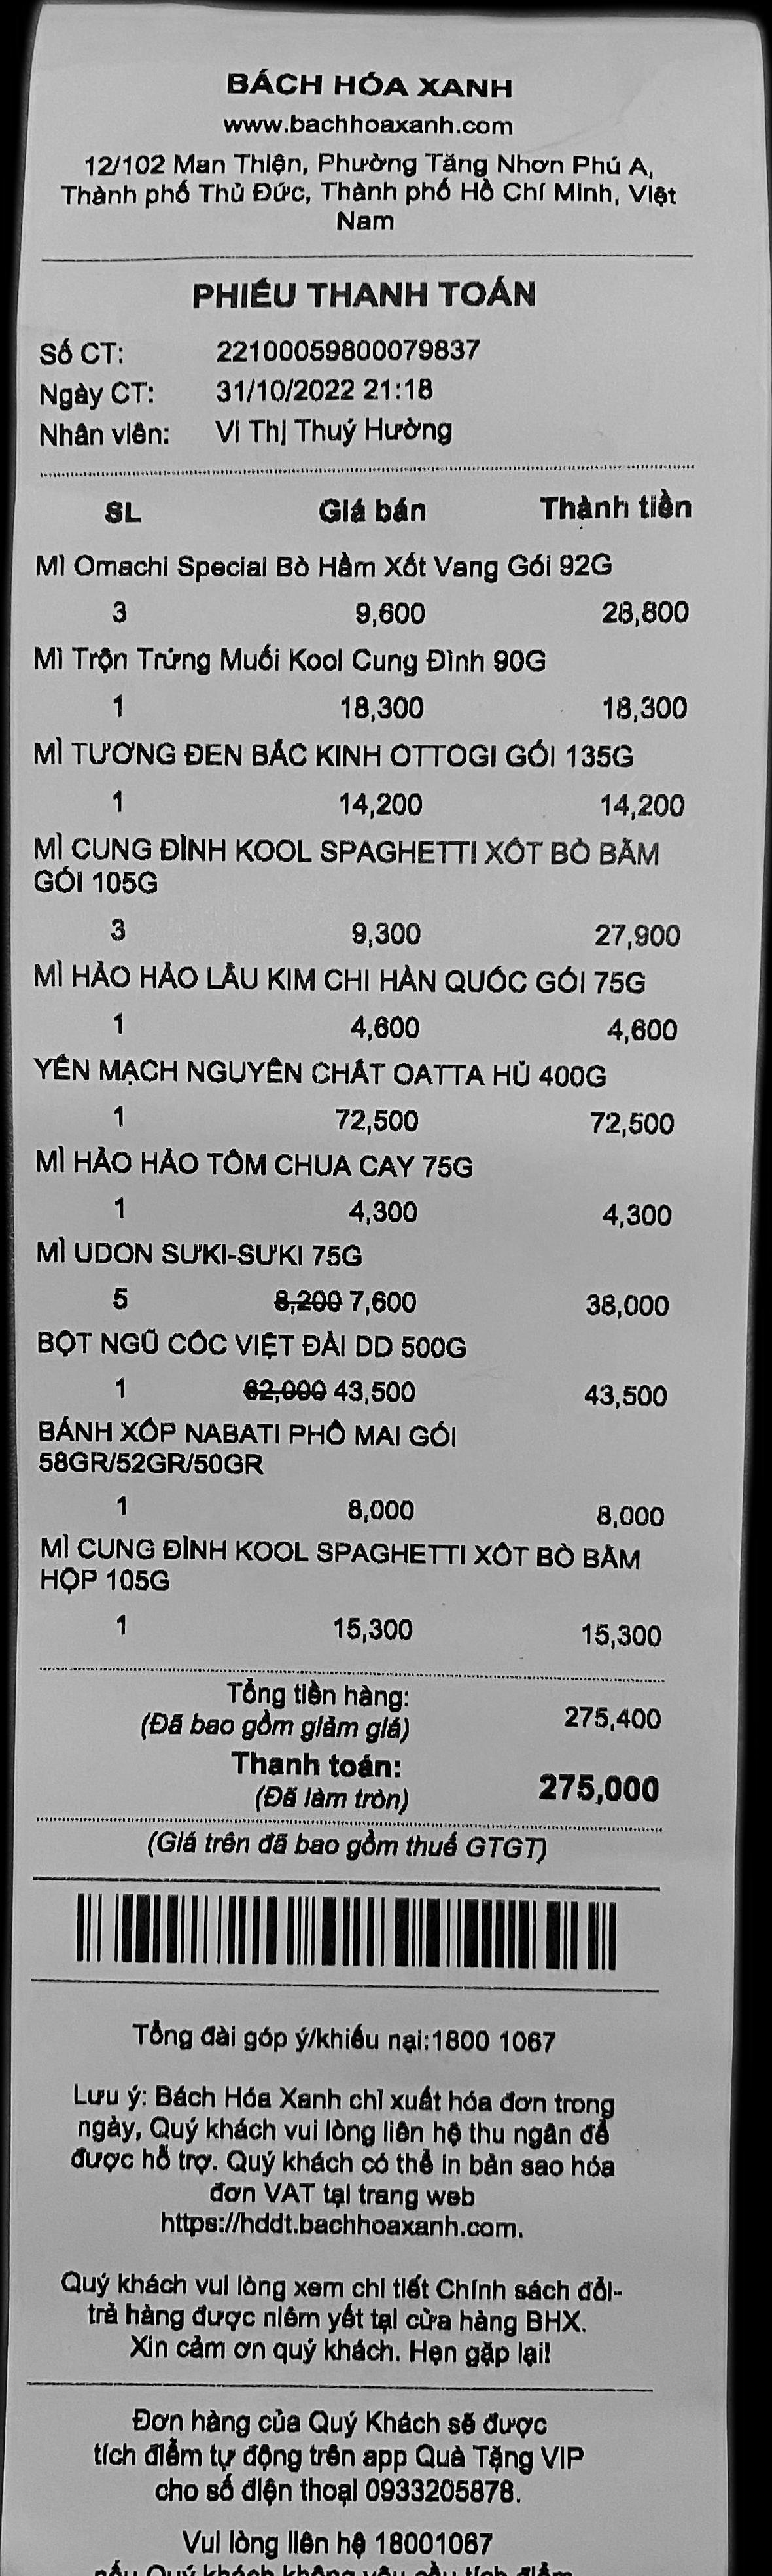 BÁCH HÓA XANH
www.bachhoaxanh.com
12/102 Man Thiện, Phường Tăng Nhơn Phú A,
Thành phố Thủ Đức, Thành phố Hồ Chí Minh, Việt
Nam
PHIẾU THANH TOÁN
Số CT: 22100059800079837
Ngày CT: 31/10/2022 21:18
Nhân viên: Vi Thị Thuý Hường
SL Giá bán Thành tiền
Mì Omachi Special Bò Hầm Xốt Vang Gói 92G
3 9,600 28,800
Mì Trộn Trứng Muối Kool Cung Đình 90G
1 18,300 18,300
MÌ TƯƠNG ĐEN BẮC KINH OTTOGI GÓI 135G
1 14,200 14,200
MÌ CUNG ĐÌNH KOOL SPAGHETTI XỐT BÒ BẰM
GÓI 105G
3 9,300 27,900
MÌ HẢO HẢO LẨU KIM CHI HÀN QUỐC GÓI 75G
1 4,600 4,600
YẾN MẠCH NGUYÊN CHẤT OATTA HỦ 400G
1 72,500 72,500
MÌ HẢO HẢO TÔM CHUA CAY 75G
1 4,300 4,300
MÌ UDON SƯKI-SƯKI 75G
5 8,200 7,600 38,000
BỘT NGŨ CỐC VIỆT ĐÀI DD 500G
1 62,000 43,500 43,500
BÁNH XỐP NABATI PHÔ MAI GÓI
58GR/52GR/50GR
1 8,000 8,000
MÌ CUNG ĐÌNH KOOL SPAGHETTI XỐT BÒ BẰM
HỘP 105G
1 15,300 15,300
Tổng tiền hàng: 275,400
(Đã bao gồm giảm giá)
Thanh toán: 275,000
(Đã làm tròn)
(Giá trên đã bao gồm thuế GTGT)
Tổng đài góp ý/khiếu nại:1800 1067
Lưu ý: Bách Hóa Xanh chỉ xuất hóa đơn trong
ngày, Quý khách vui lòng liên hệ thu ngân để
được hỗ trợ. Quý khách có thể in bản sao hóa
đơn VAT tại trang web
https://hddt.bachhoaxanh.com.
Quý khách vui lòng xem chi tiết Chính sách đổi-
trả hàng được niêm yết tại cửa hàng BHX.
Xin cảm ơn quý khách. Hẹn gặp lại!
Đơn hàng của Quý Khách sẽ được
tích điểm tự động trên app Quà Tặng VIP
cho số điện thoại 0933205878.
Vui lòng liên hệ 18001067
nếu Quý khách không yêu cầu tích điểm